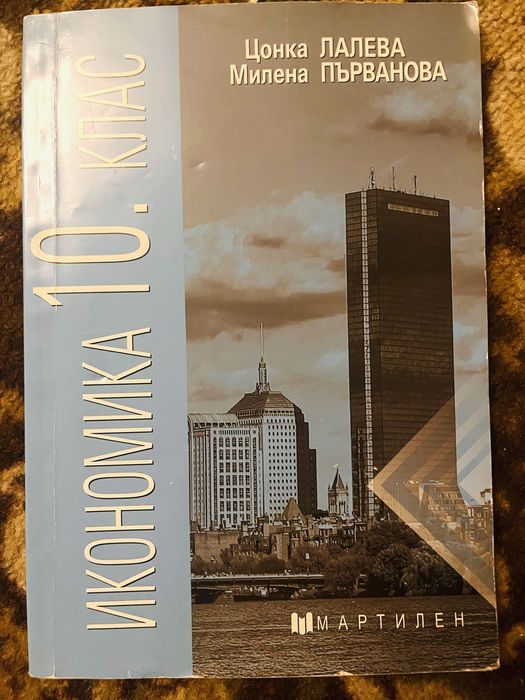 Цонка ЛАЛЕВА
Милена ПЪРВАНОВА
ИКОНОМИКА 10. КЛАС
МАРТИЛЕН